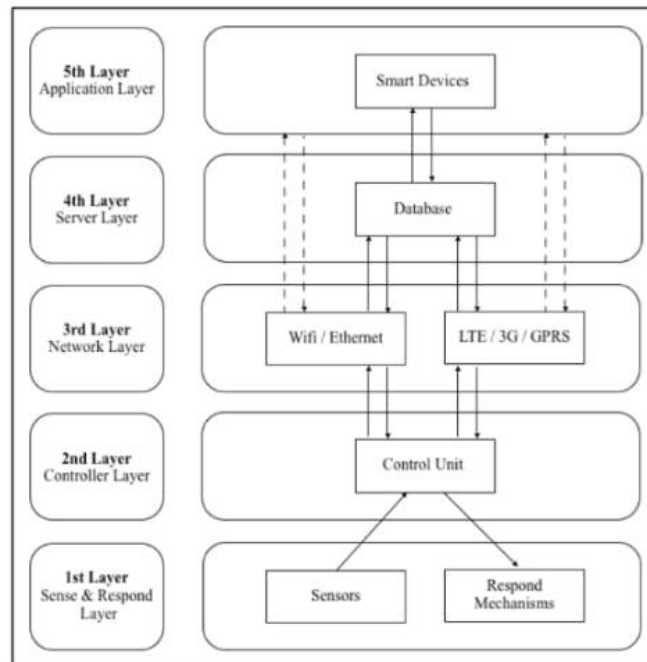 5th Layer
Application Layer
Smart Devices
4th Layer
Server Layer
Database
3rd Layer
Network Layer
Wifi / Ethernet
LTE / 3G / GPRS
2nd Layer
Controller Layer
Control Unit
1st Layer
Sense & Respond
Layer
Sensors
Respond
Mechanisms